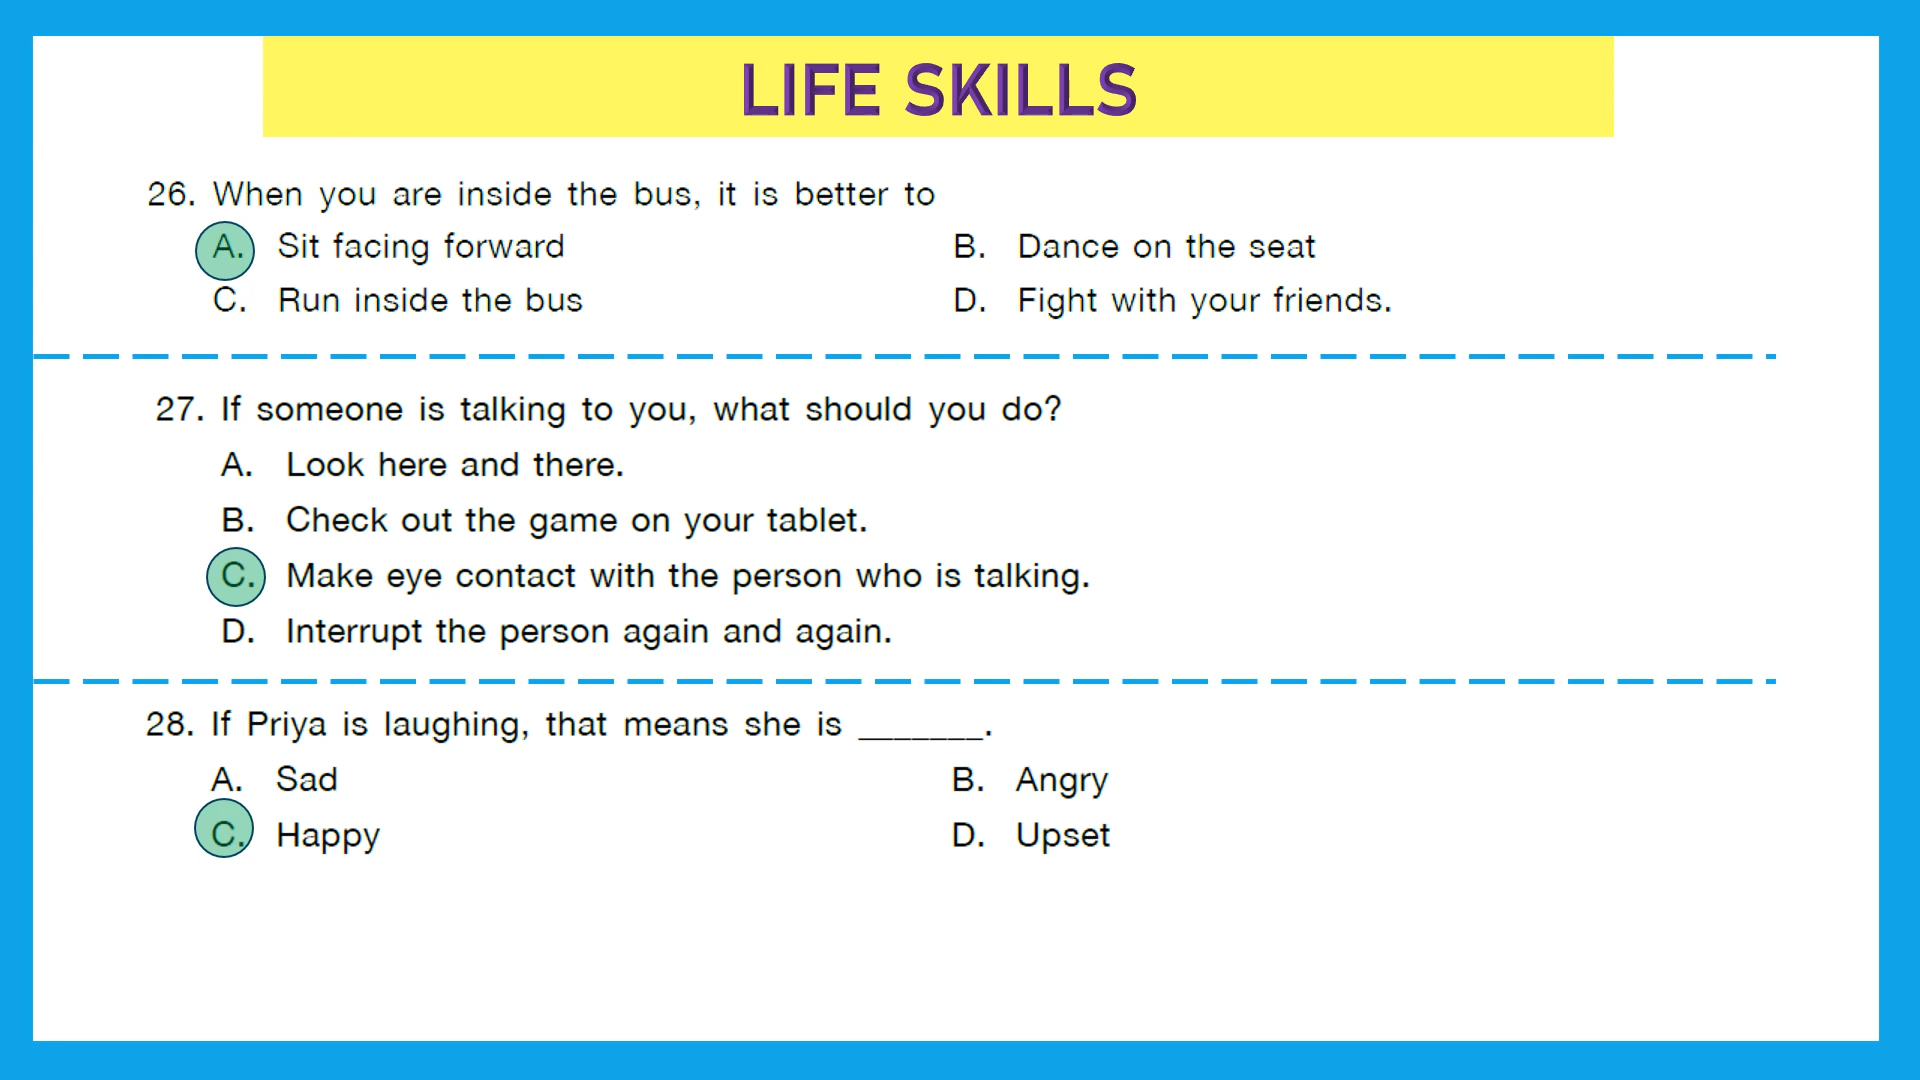 LIFE SKILLS
26. When you are inside the bus, it is better to
A. Sit facing forward B. Dance on the seat
C. Run inside the bus D. Fight with your friends.
27. If someone is talking to you, what should you do?
A. Look here and there.
B. Check out the game on your tablet.
C. Make eye contact with the person who is talking.
D. Interrupt the person again and again.
28. If Priya is laughing, that means she is _______.
A. Sad B. Angry
C. Happy D. Upset